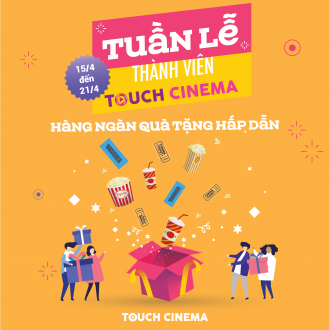 TUẦN LỄ
15/4
đến
21/4
THÀNH VIÊN
TOUCH CINEMA
HÀNG NGÀN QUÀ TẶNG HẤP DẪN
TOUCH CINEMA